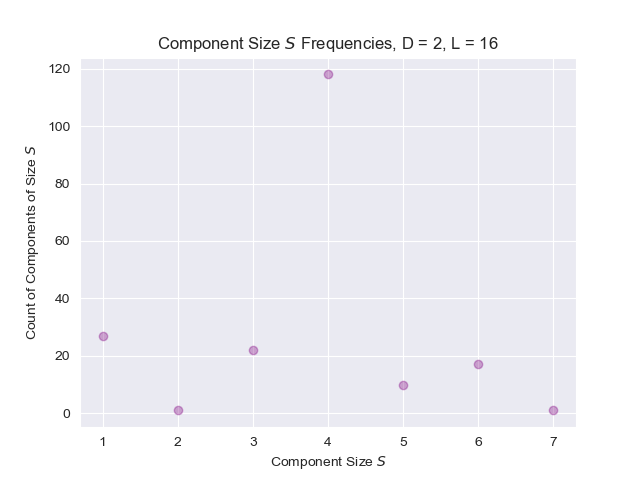 Component Size S Frequencies, D = 2, L = 16
Count of Components of Size S
120
100
80
60
40
20
0
1 2 3 4 5 6 7
Component Size S